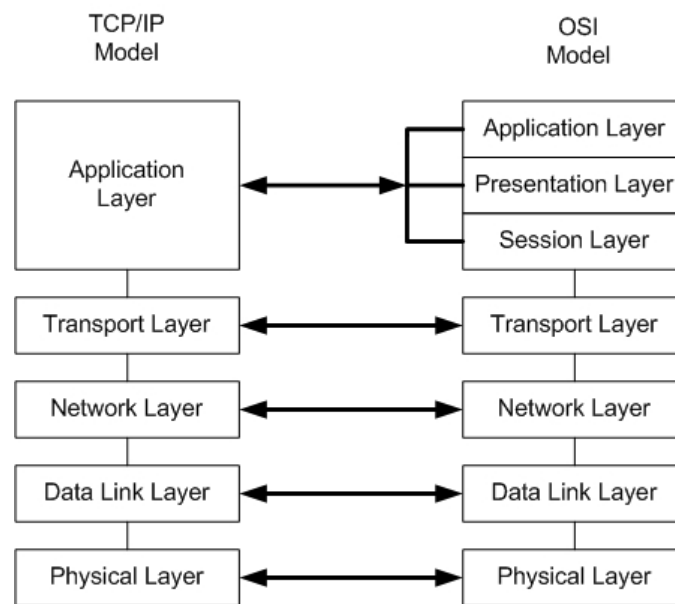 TCP/IP
Model
OSI
Model
Application
Layer
Application Layer
Presentation Layer
Session Layer
Transport Layer
Transport Layer
Network Layer
Network Layer
Data Link Layer
Data Link Layer
Physical Layer
Physical Layer